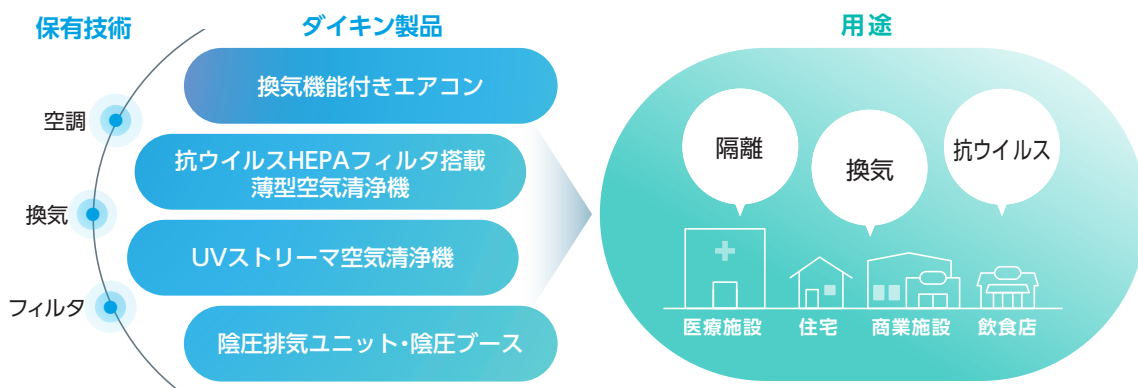 保有技術
ダイキン製品
用途
空調
換気
フィルタ
換気機能付きエアコン
抗ウイルスHEPAフィルタ搭載
薄型空気清浄機
UVストリーマ空気清浄機
陰圧排気ユニット・陰圧ブース
隔離
換気
抗ウイルス
医療施設
住宅
商業施設
飲食店